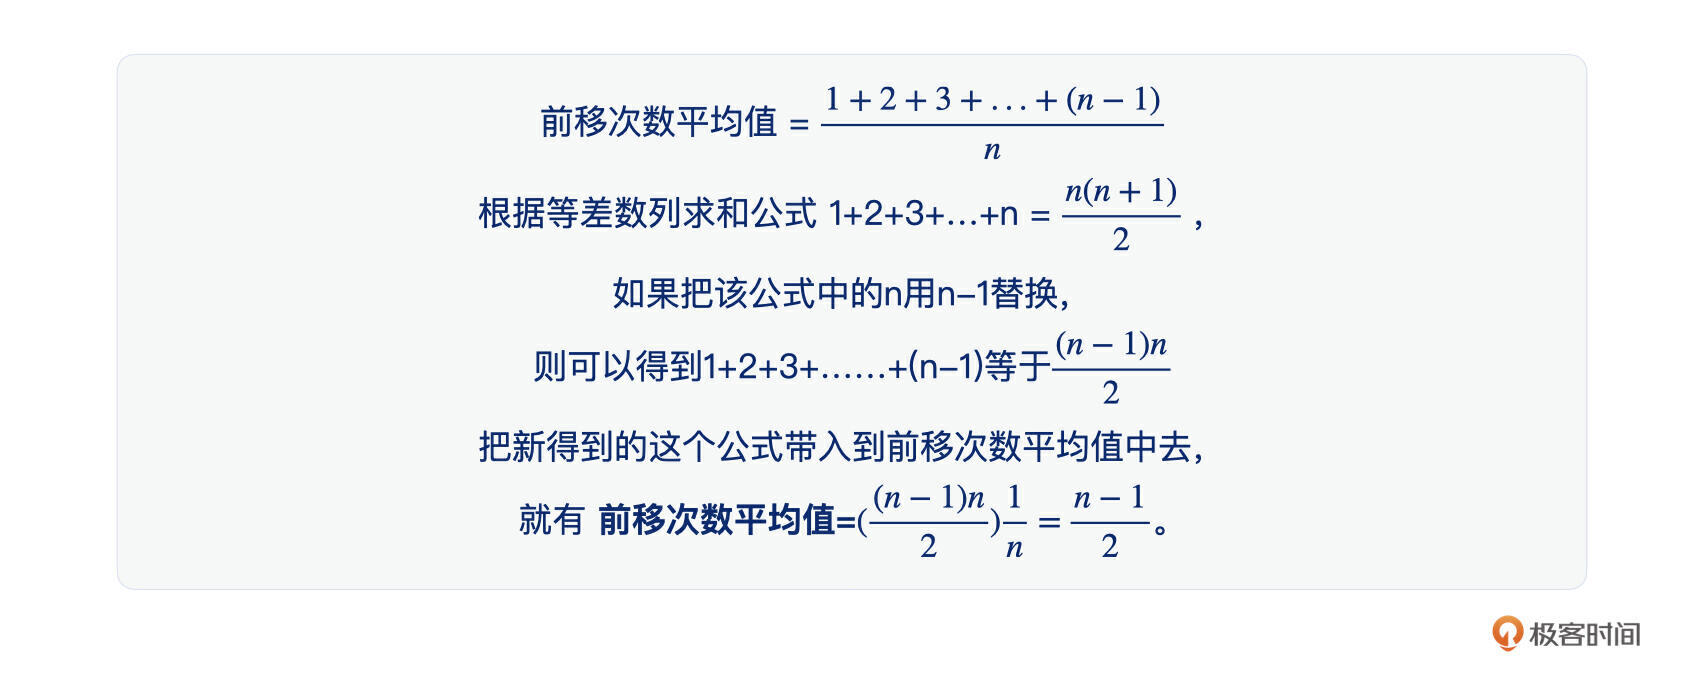 前移次数平均值 = \frac{1 + 2 + 3 + … + (n − 1)}{n}
根据等差数列求和公式 1+2+3+…+n = \frac{n(n + 1)}{2} ，
如果把该公式中的n用n−1替换，
则可以得到1+2+3+……+(n−1)等于\frac{(n − 1)n}{2}
把新得到的这个公式带入到前移次数平均值中去，
就有 前移次数平均值=(\frac{(n − 1)n}{2})\frac{1}{n} = \frac{n − 1}{2}。
极客时间